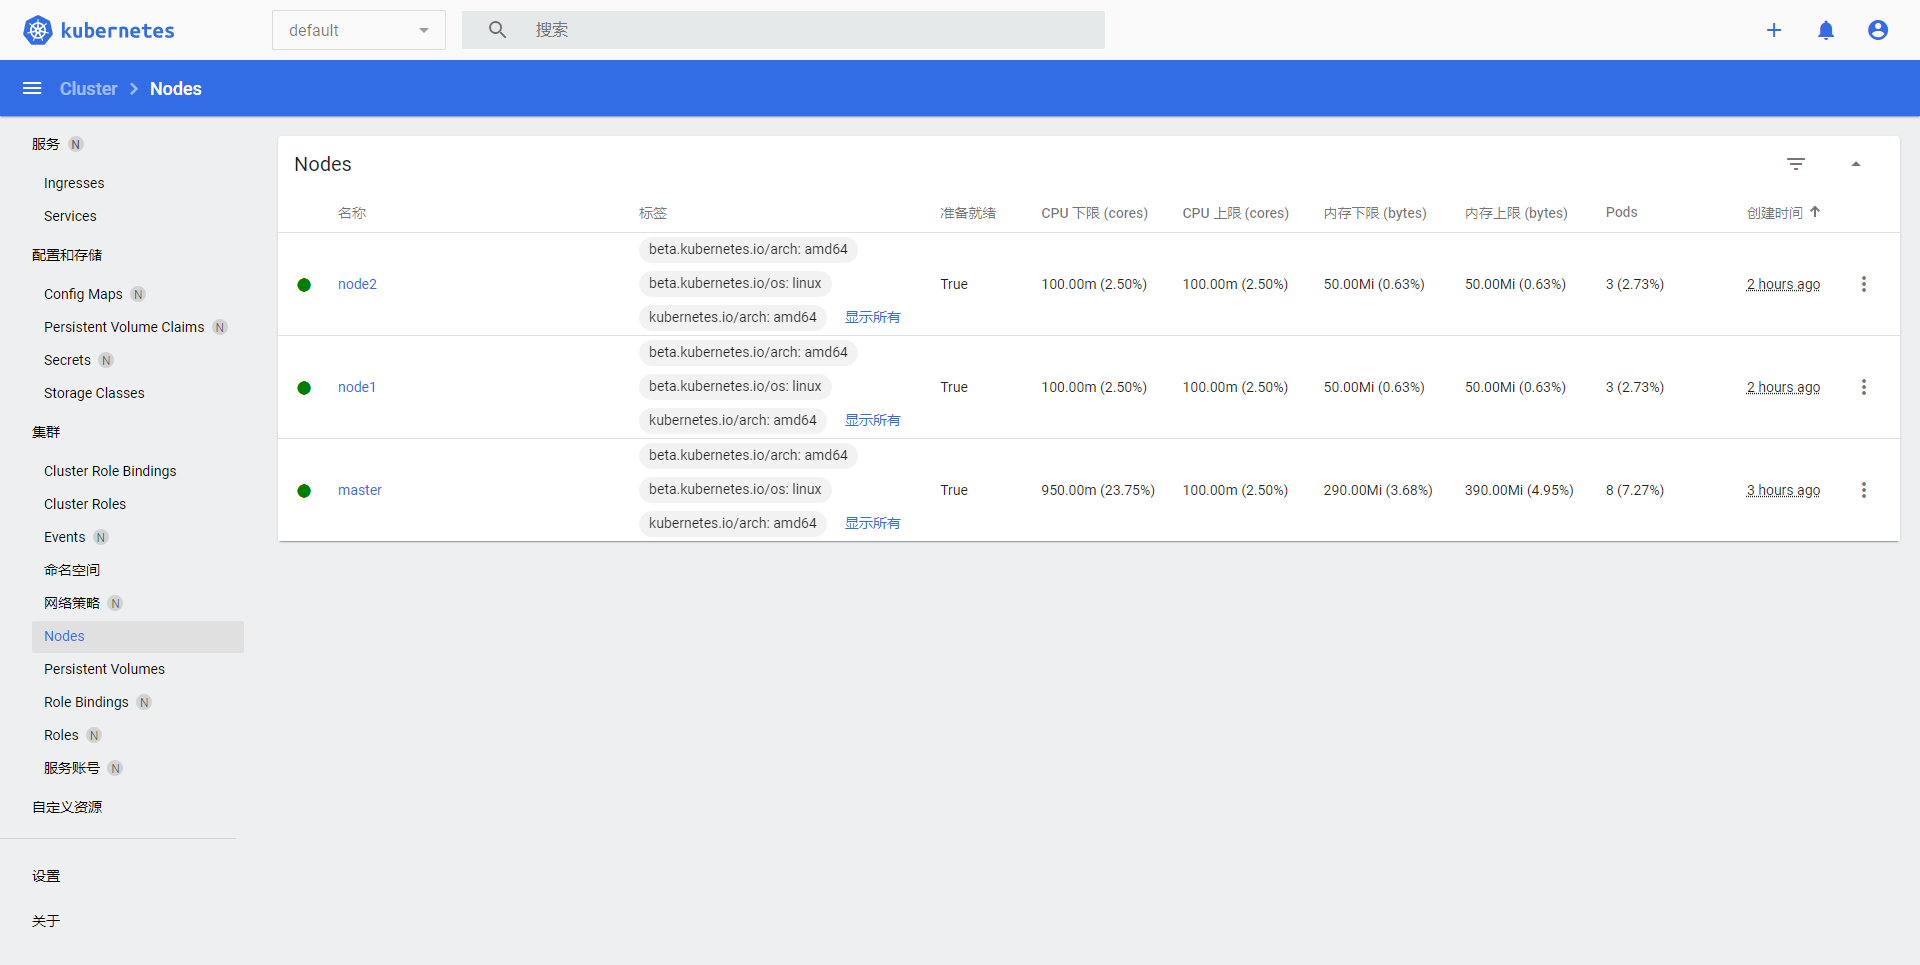 kubernetes
default
搜索
Cluster > Nodes
服务 N
Ingresses
Services
配置和存储
Config Maps N
Persistent Volume Claims N
Secrets N
Storage Classes
集群
Cluster Role Bindings
Cluster Roles
Events N
命名空间
网络策略 N
Nodes
Persistent Volumes
Role Bindings N
Roles N
服务账号 N
自定义资源
设置
关于
Nodes
名称 标签 准备就绪 CPU 下限 (cores) CPU 上限 (cores) 内存下限 (bytes) 内存上限 (bytes) Pods 创建时间
beta.kubernetes.io/arch: amd64
node2 beta.kubernetes.io/os: linux True 100.00m (2.50%) 100.00m (2.50%) 50.00Mi (0.63%) 50.00Mi (0.63%) 3 (2.73%) 2 hours ago
kubernetes.io/arch: amd64 显示所有
beta.kubernetes.io/arch: amd64
node1 beta.kubernetes.io/os: linux True 100.00m (2.50%) 100.00m (2.50%) 50.00Mi (0.63%) 50.00Mi (0.63%) 3 (2.73%) 2 hours ago
kubernetes.io/arch: amd64 显示所有
beta.kubernetes.io/arch: amd64
master beta.kubernetes.io/os: linux True 950.00m (23.75%) 100.00m (2.50%) 290.00Mi (3.68%) 390.00Mi (4.95%) 8 (7.27%) 3 hours ago
kubernetes.io/arch: amd64 显示所有